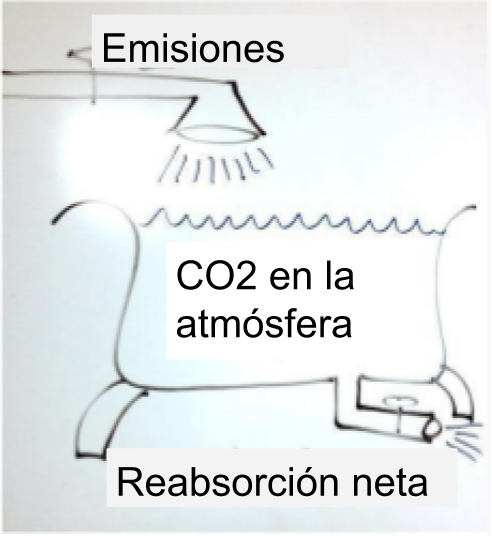 Emisiones
CO2 en la
atmósfera
Reabsorción neta